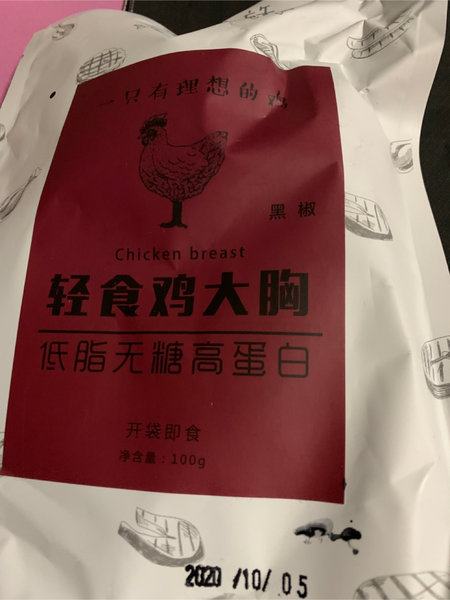 一只有理想的鸡
黑椒
Chicken breast
轻食鸡大胸
低脂无糖高蛋白
开袋即食
净含量：100g
2020/10/05